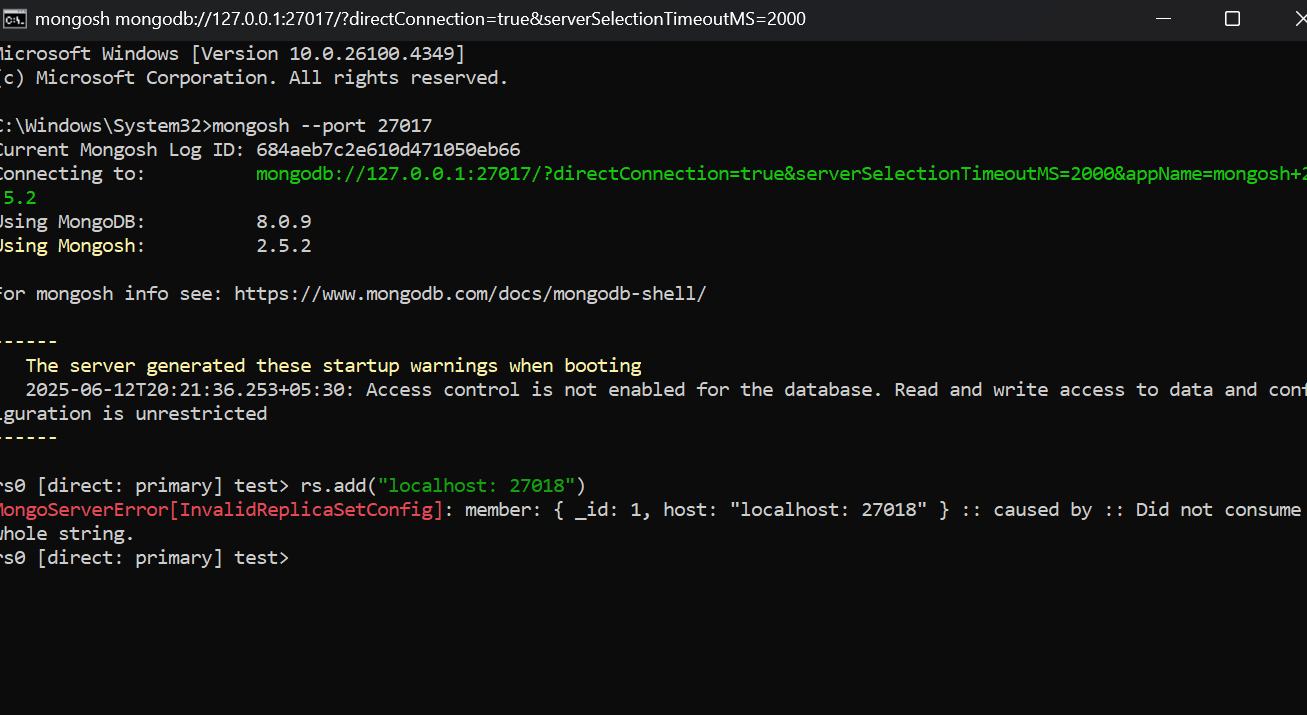 mongosh mongodb://127.0.0.1:27017/?directConnection=true&serverSelectionTimeoutMS=2000
Microsoft Windows [Version 10.0.26100.4349]
(c) Microsoft Corporation. All rights reserved.
C:\Windows\System32>mongosh --port 27017
Current Mongosh Log ID: 684aeb7c2e610d471050eb66
Connecting to: mongodb://127.0.0.1:27017/?directConnection=true&serverSelectionTimeoutMS=2000&appName=mongosh+2
.5.2
Using MongoDB: 8.0.9
Using Mongosh: 2.5.2
For mongosh info see: https://www.mongodb.com/docs/mongodb-shell/
------
The server generated these startup warnings when booting
2025-06-12T20:21:36.253+05:30: Access control is not enabled for the database. Read and write access to data and conf
iguration is unrestricted
------
rs0 [direct: primary] test> rs.add("localhost: 27018")
MongoServerError[InvalidReplicaSetConfig]: member: { _id: 1, host: "localhost: 27018" } :: caused by :: Did not consume
whole string.
rs0 [direct: primary] test>